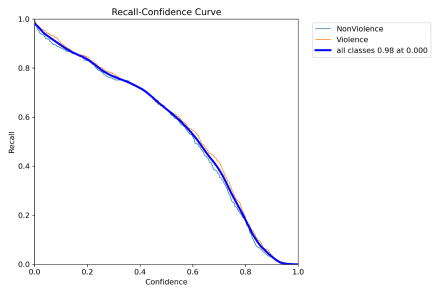 Recall-Confidence Curve
1.0
0.8
0.6
0.4
0.2
0.0
Recall
0.0 0.2 0.4 0.6 0.8 1.0
Confidence
NonViolence
Violence
all classes 0.98 at 0.000